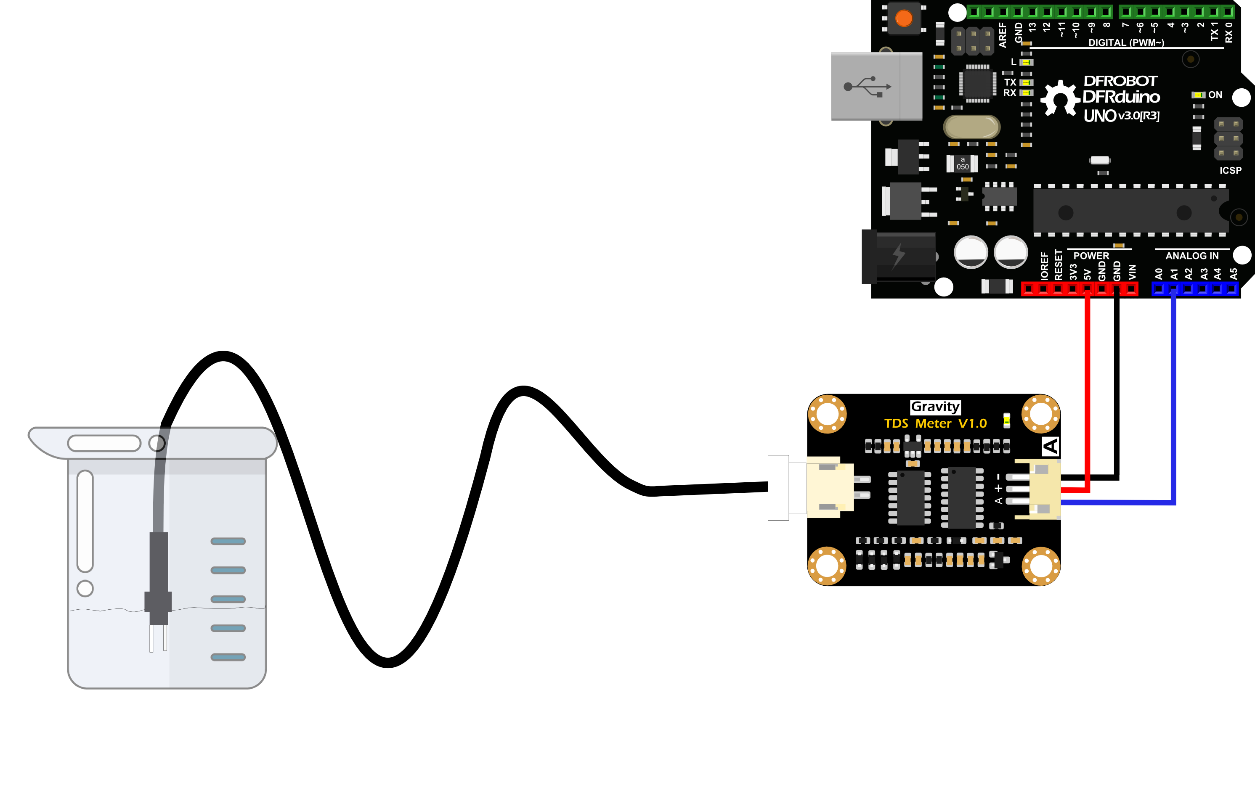 AREF
GND
13
12
~11
~10
~9
8
7
~6
~5
4
~3
2
TX 1
RX 0
DIGITAL (PWM~)
L
TX
RX
DFROBOT
DFRduino
UNO v3.0[R3]
ON
ICSP
a
050
POWER
ANALOG IN
IOREF
RESET
3V3
5V
GND
GND
VIN
A0
A1
A2
A3
A4
A5
Gravity
TDS Meter V1.0
A
-
+
A